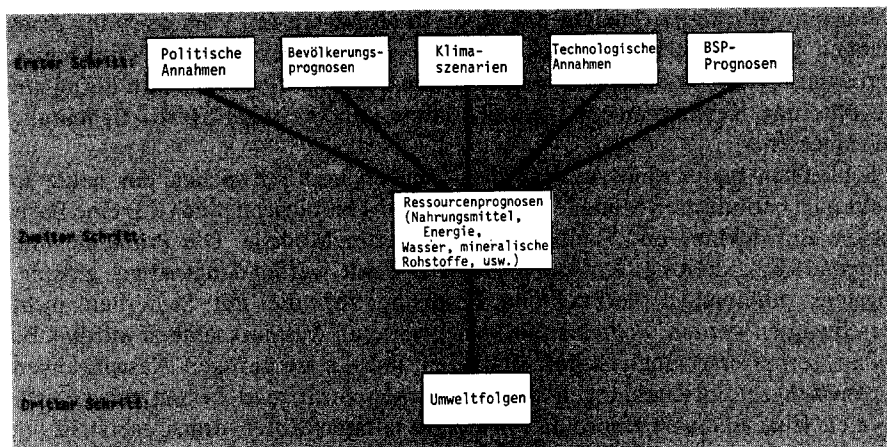 Erster Schritt:
Politische
Annahmen
Bevölkerungs-
prognosen
Klima-
szenarien
Technologische
Annahmen
BSP-
Prognosen
Zweiter Schritt:
Ressourcenprognosen
(Nahrungsmittel,
Energie,
Wasser, mineralische
Rohstoffe, usw.)
Dritter Schritt:
Umweltfolgen